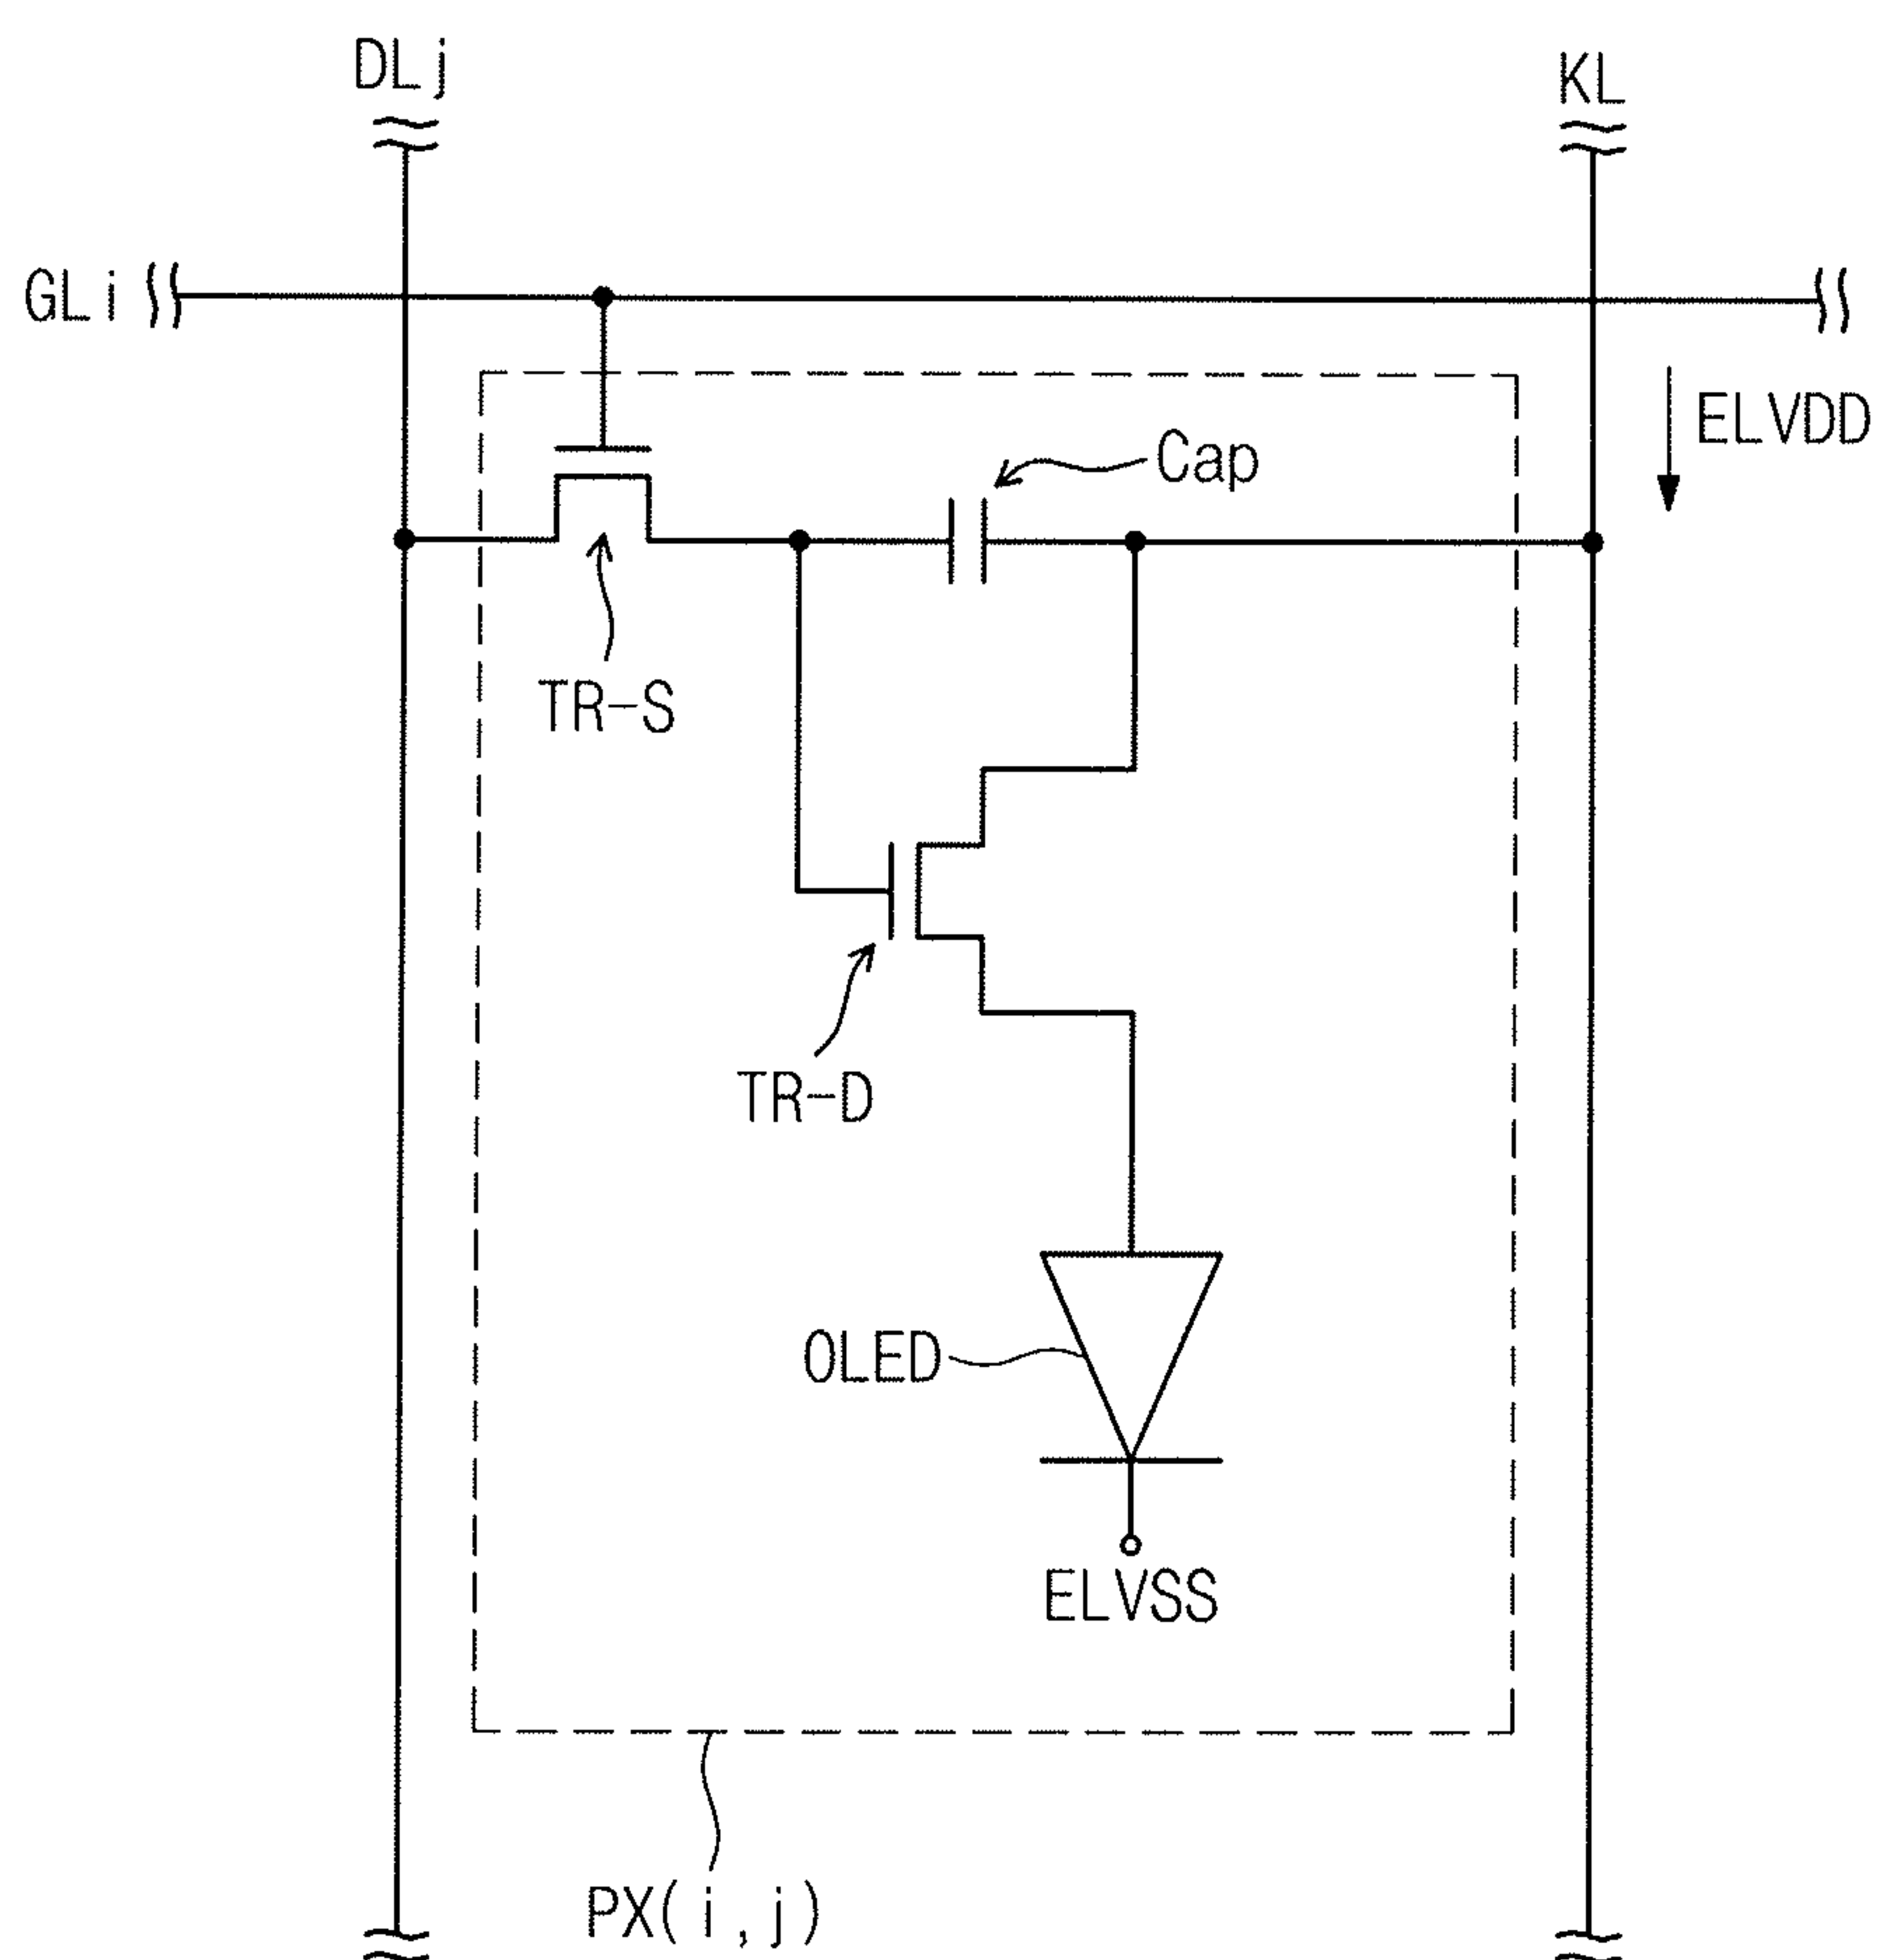 DLj
KL
GLi
ELVDD
Cap
TR-S
TR-D
OLED
ELVSS
PX(i,j)